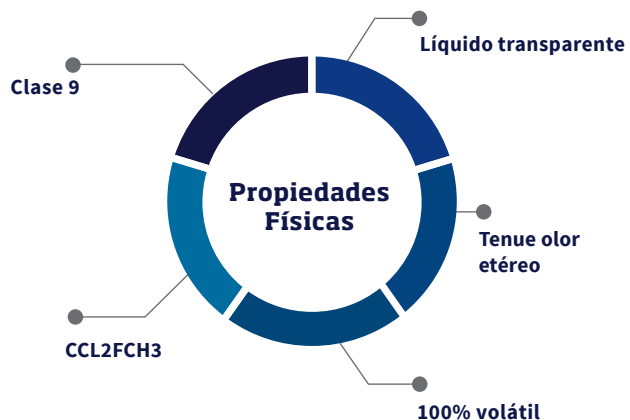 Líquido transparente
Clase 9
Propiedades
Físicas
Tenue olor
etéreo
CCL2FCH3
100% volátil